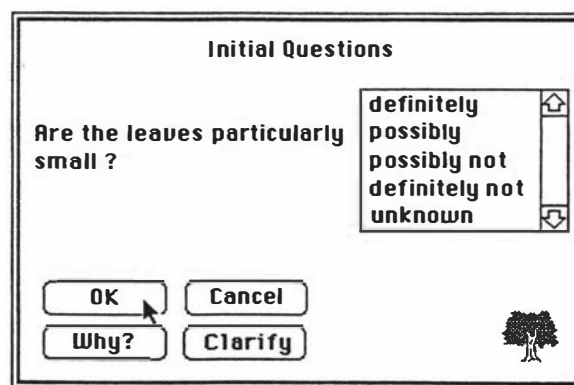 Initial Questions
Are the leaves particularly
small ?
definitely
possibly
possibly not
definitely not
unknown
OK
Cancel
Why?
Clarify